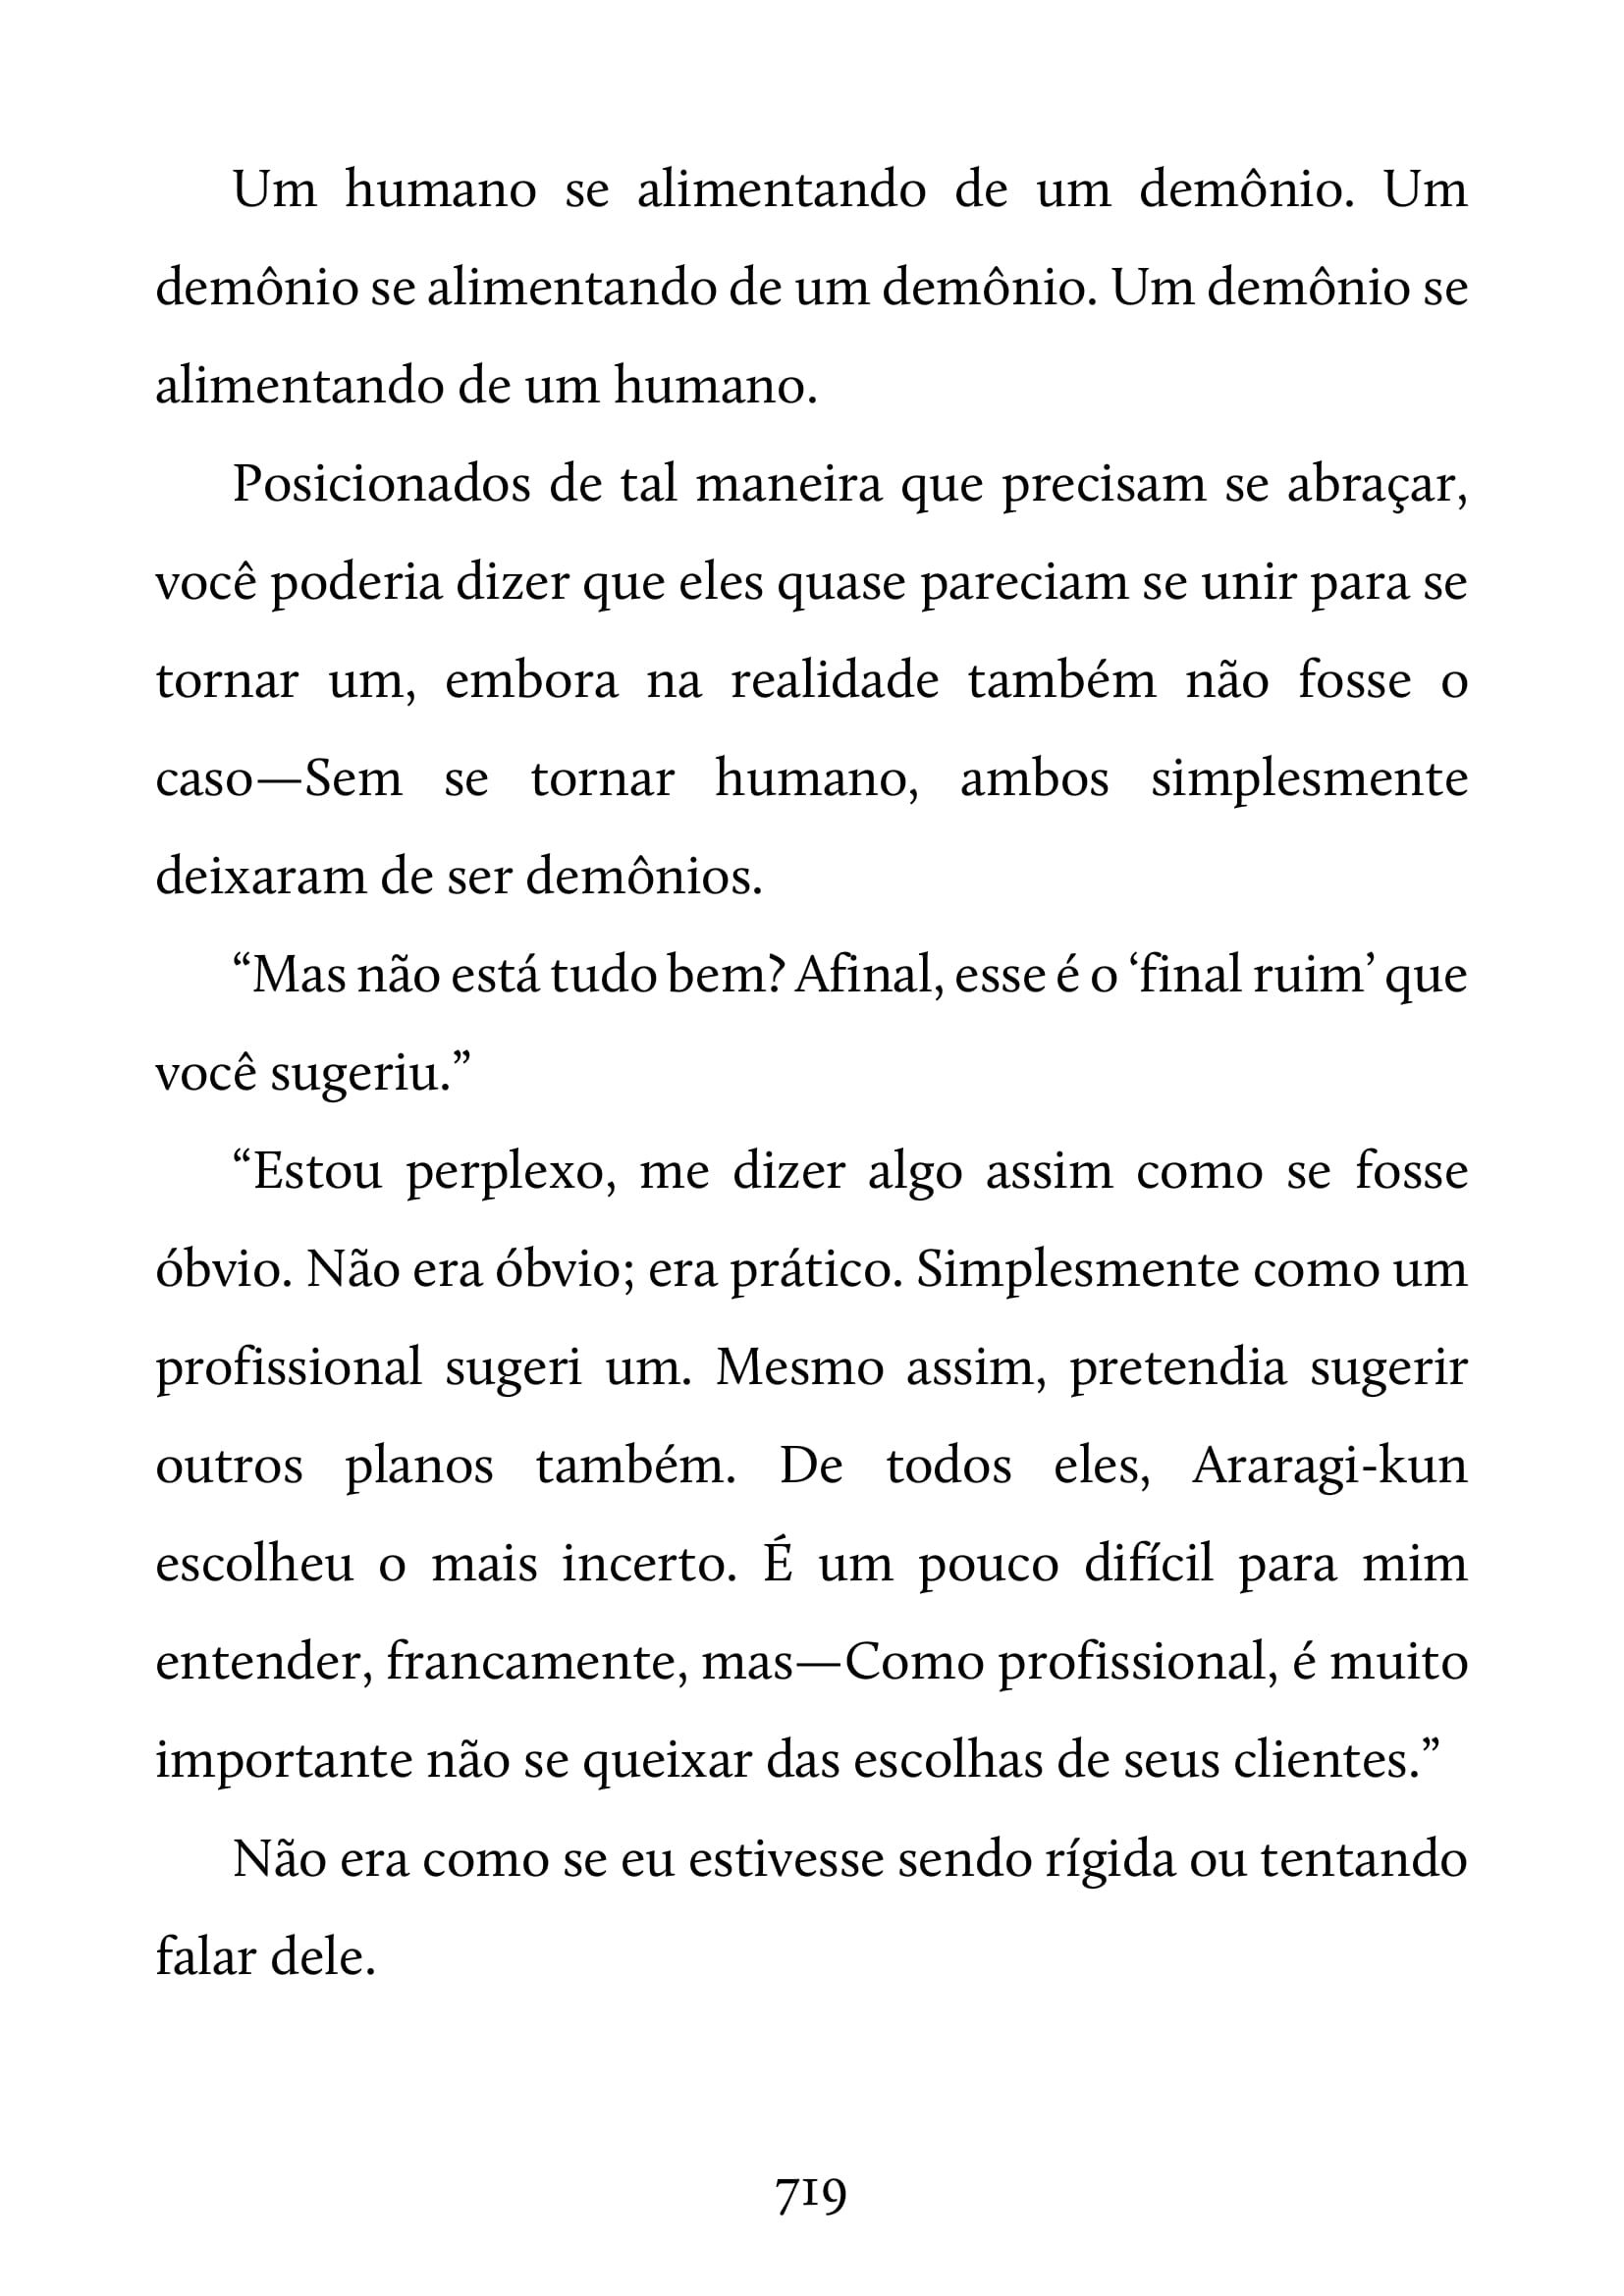 Um humano se alimentando de um demônio. Um
demônio se alimentando de um demônio. Um demônio se
alimentando de um humano.
Posicionados de tal maneira que precisam se abraçar,
você poderia dizer que eles quase pareciam se unir para se
tornar um, embora na realidade também não fosse o
caso—Sem se tornar humano, ambos simplesmente
deixaram de ser demônios.
“Mas não está tudo bem? Afinal, esse é o ‘final ruim’ que
você sugeriu.”
“Estou perplexo, me dizer algo assim como se fosse
óbvio. Não era óbvio; era prático. Simplesmente como um
profissional sugeri um. Mesmo assim, pretendia sugerir
outros planos também. De todos eles, Araragi-kun
escolheu o mais incerto. É um pouco difícil para mim
entender, francamente, mas—Como profissional, é muito
importante não se queixar das escolhas de seus clientes.”
Não era como se eu estivesse sendo rígida ou tentando
falar dele.
719